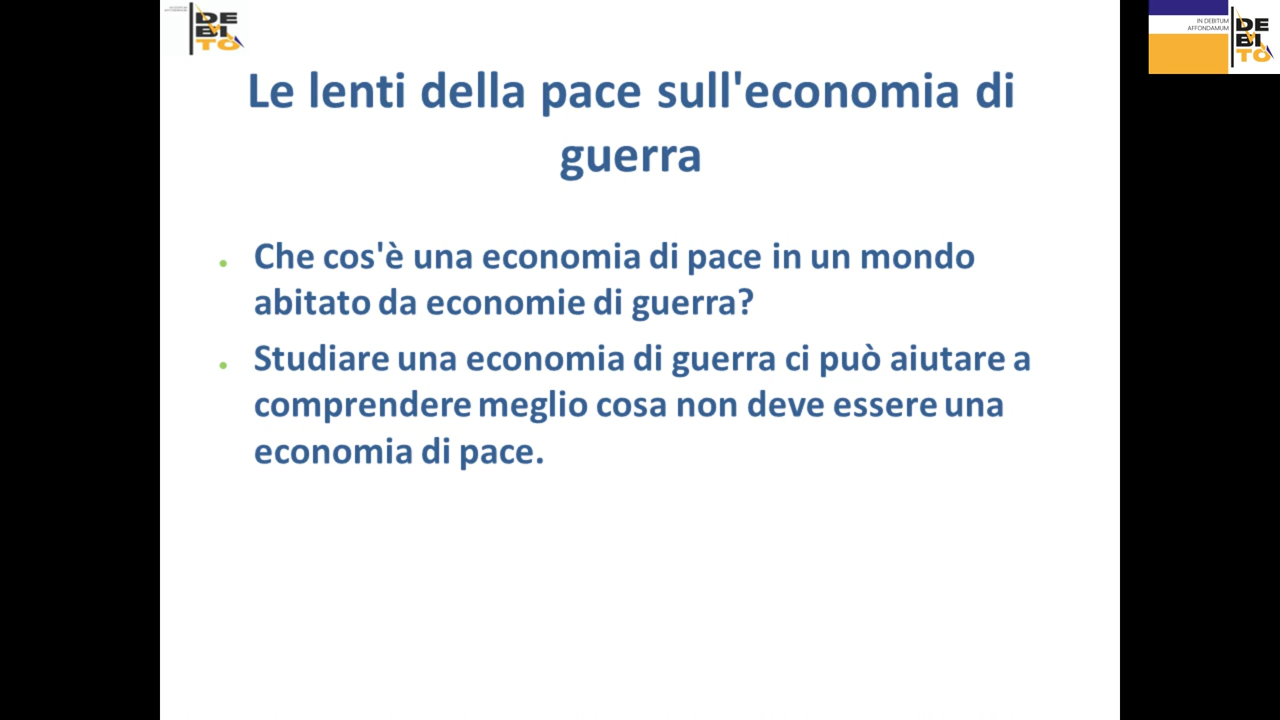 DE
BI
TO
IN DEBITUM
AFFONDAMUM
DE
BI
TO
Le lenti della pace sull'economia di
guerra
Che cos'è una economia di pace in un mondo
abitato da economie di guerra?
Studiare una economia di guerra ci può aiutare a
comprendere meglio cosa non deve essere una
economia di pace.